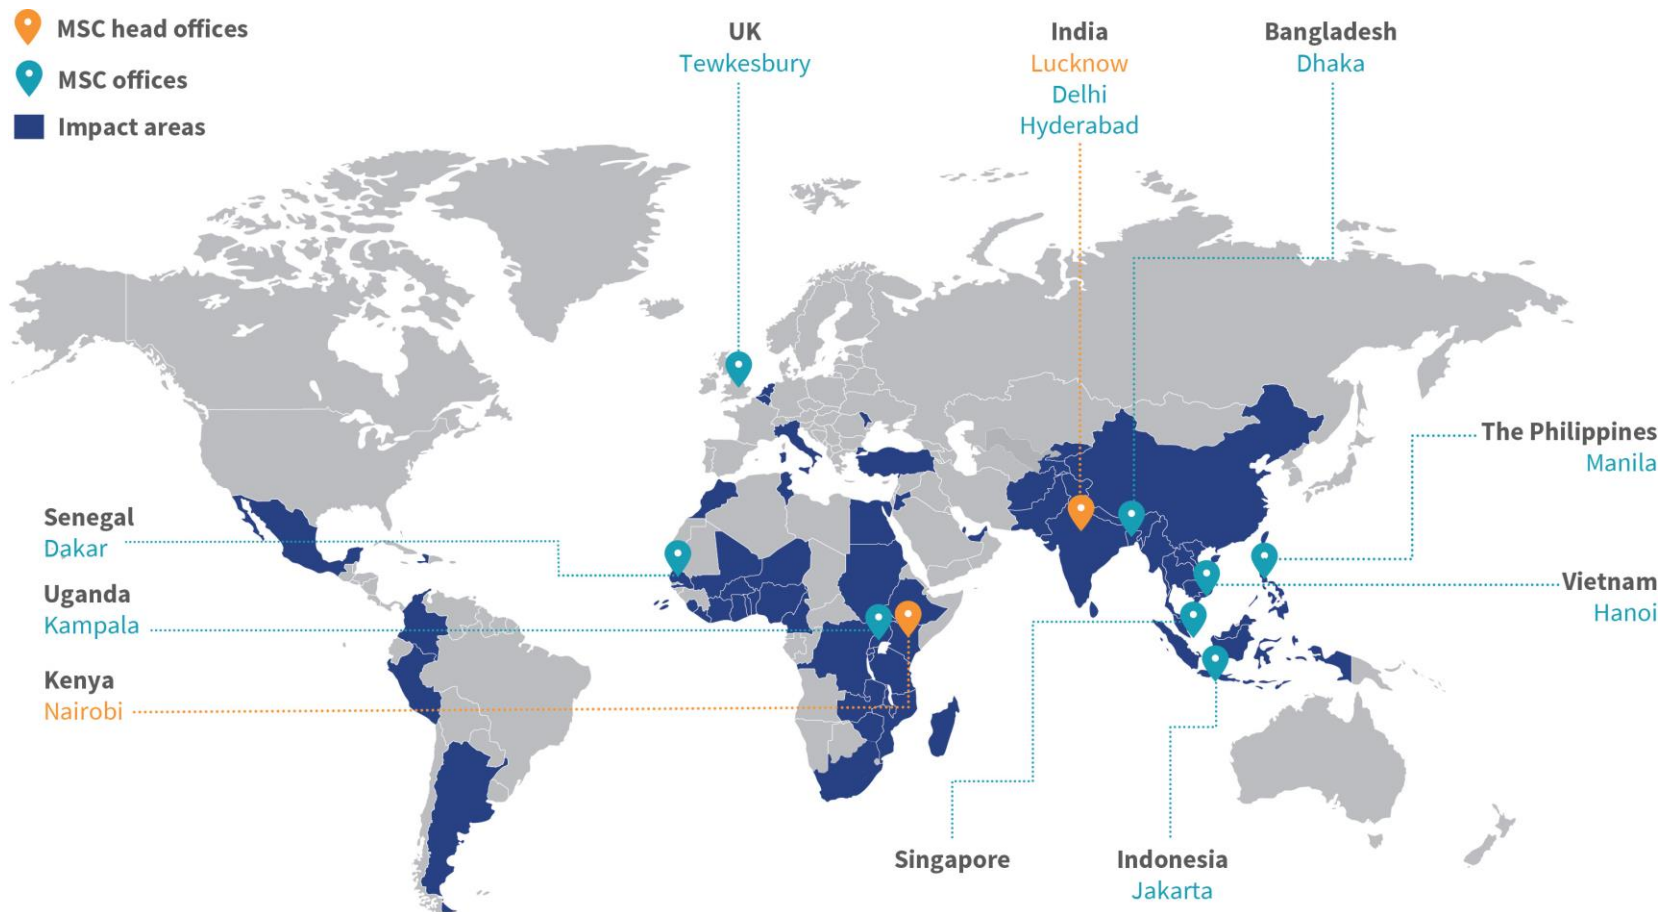 MSC head offices
MSC offices
Impact areas
UK
Tewkesbury
India
Lucknow
Delhi
Hyderabad
Bangladesh
Dhaka
The Philippines
Manila
Vietnam
Hanoi
Senegal
Dakar
Uganda
Kampala
Kenya
Nairobi
Singapore
Indonesia
Jakarta